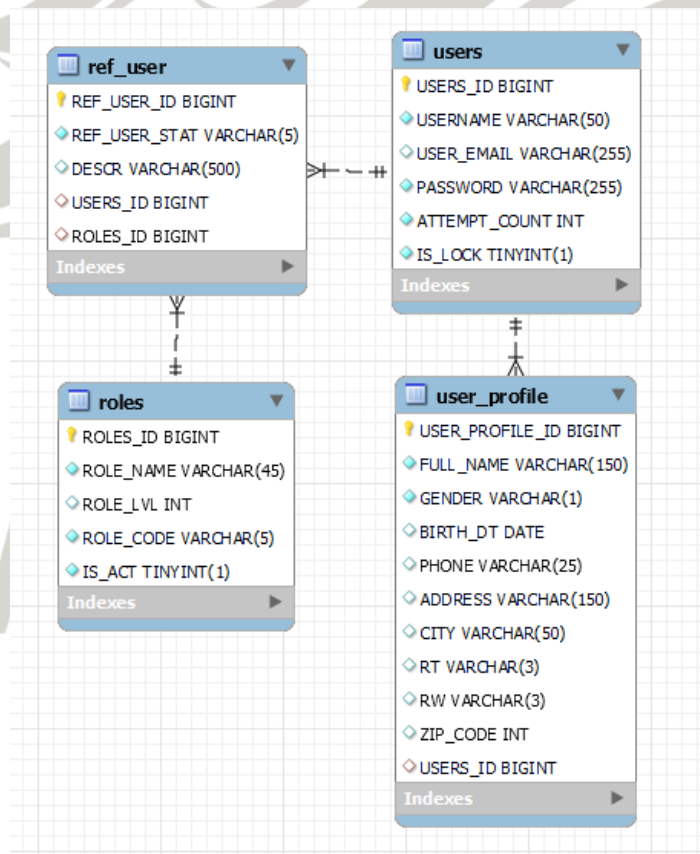 ref_user
REF_USER_ID BIGINT
REF_USER_STAT VARCHAR(5)
DESCR VARCHAR(500)
USERS_ID BIGINT
ROLES_ID BIGINT
Indexes
users
USERS_ID BIGINT
USERNAME VARCHAR(50)
USER_EMAIL VARCHAR(255)
PASSWORD VARCHAR(255)
ATTEMPT_COUNT INT
IS_LOCK TINYINT(1)
Indexes
roles
ROLES_ID BIGINT
ROLE_NAME VARCHAR(45)
ROLE_LVL INT
ROLE_CODE VARCHAR(5)
IS_ACT TINYINT(1)
Indexes
user_profile
USER_PROFILE_ID BIGINT
FULL_NAME VARCHAR(150)
GENDER VARCHAR(1)
BIRTH_DT DATE
PHONE VARCHAR(25)
ADDRESS VARCHAR(150)
CITY VARCHAR(50)
RT VARCHAR(3)
RW VARCHAR(3)
ZIP_CODE INT
USERS_ID BIGINT
Indexes